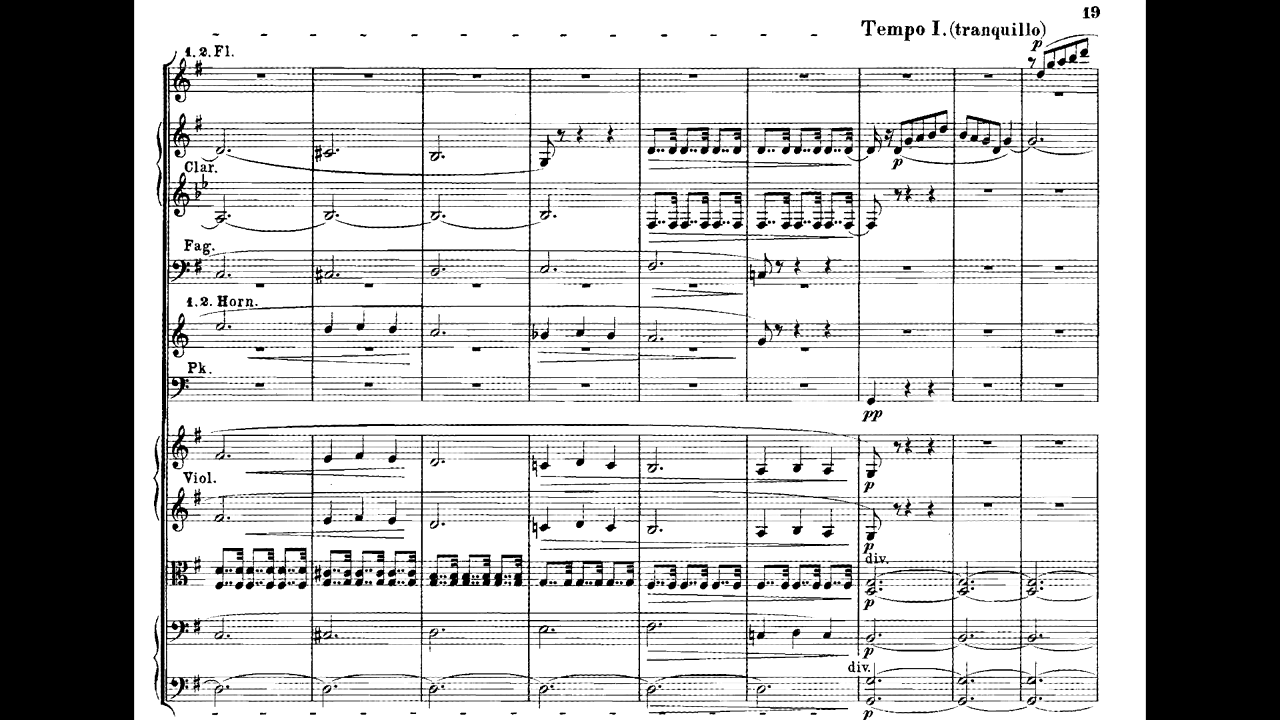 19
Tempo I. (tranquillo)
p
1. 2. Fl.
p
Clar.
Fag.
1. 2. Horn.
Pk.
pp
p
Viol.
p
div.
p
p
div.
p